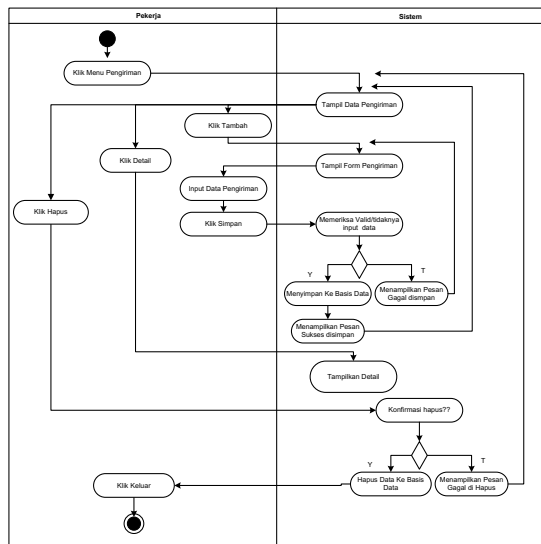 Pekerja
Sistem
Klik Menu Pengiriman
Tampil Data Pengiriman
Klik Tambah
Klik Detail
Tampil Form Pengiriman
Input Data Pengiriman
Klik Hapus
Klik Simpan
Memeriksa Valid/tidaknya
input data
Y
T
Menyimpan Ke Basis Data
Menampilkan Pesan
Gagal dismpan
Menampilkan Pesan
Sukses disimpan
Tampilkan Detail
Konfirmasi hapus??
Y
T
Hapus Data Ke Basis
Data
Menampilkan Pesan
Gagal di Hapus
Klik Keluar